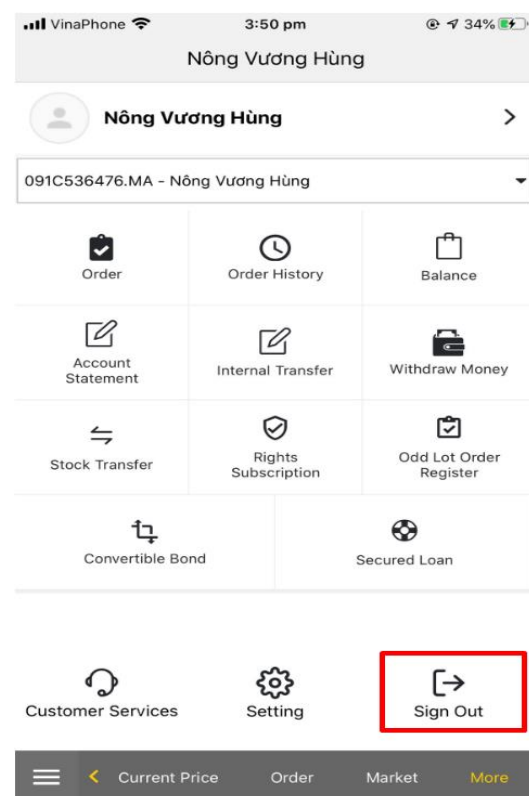 VinaPhone 3:50 pm 34%
Nông Vương Hùng
Nông Vương Hùng
091C536476.MA - Nông Vương Hùng
Order Order History Balance
Account Statement Internal Transfer Withdraw Money
Stock Transfer Rights Subscription Odd Lot Order Register
Convertible Bond Secured Loan
Customer Services Setting Sign Out
Current Price Order Market More